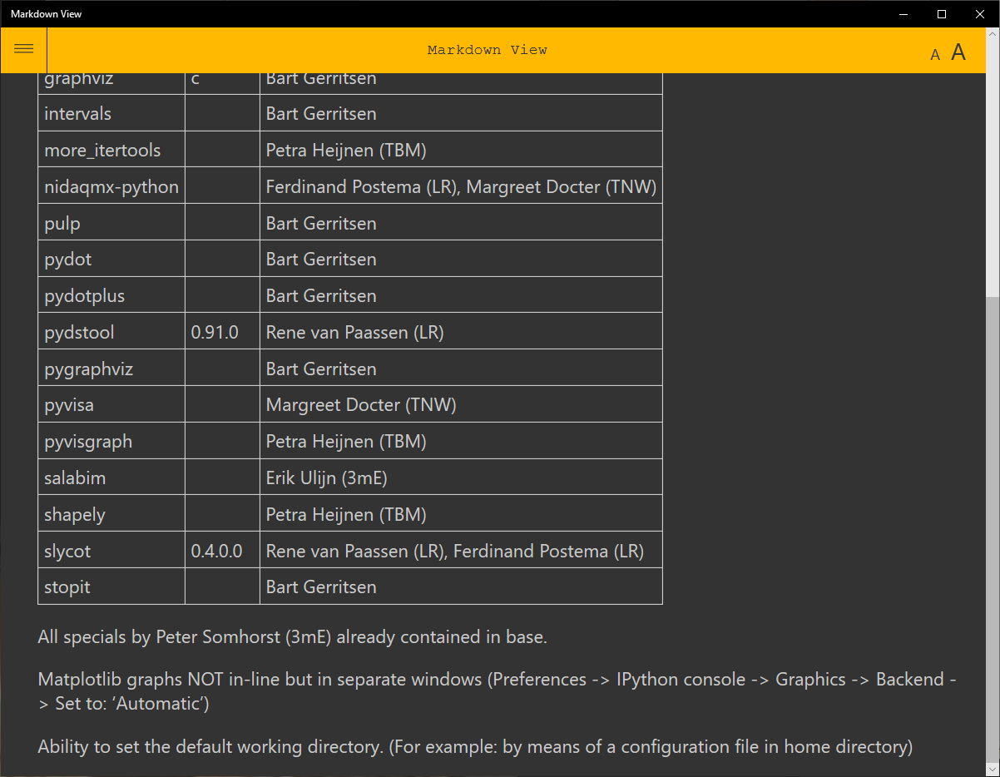 Markdown View
Markdown View
A A
graphviz c Bart Gerritsen
intervals Bart Gerritsen
more_itertools Petra Heijnen (TBM)
nidaqmx-python Ferdinand Postema (LR), Margreet Docter (TNW)
pulp Bart Gerritsen
pydot Bart Gerritsen
pydotplus Bart Gerritsen
pydstool 0.91.0 Rene van Paassen (LR)
pygraphviz Bart Gerritsen
pyvisa Margreet Docter (TNW)
pyvisgraph Petra Heijnen (TBM)
salabim Erik Ulijn (3mE)
shapely Petra Heijnen (TBM)
slycot 0.4.0.0 Rene van Paassen (LR), Ferdinand Postema (LR)
stopit Bart Gerritsen
All specials by Peter Somhorst (3mE) already contained in base.
Matplotlib graphs NOT in-line but in separate windows (Preferences -> IPython console -> Graphics -> Backend -
> Set to: ‘Automatic’)
Ability to set the default working directory. (For example: by means of a configuration file in home directory)